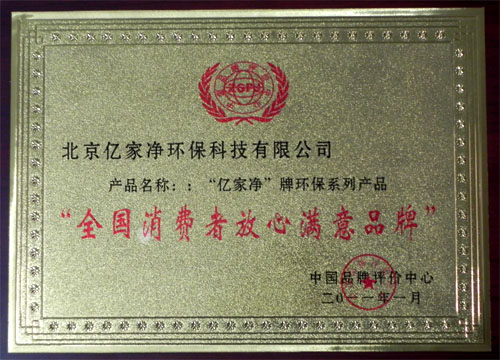 北京亿家净环保科技有限公司
产品名称：：“亿家净”牌环保系列产品
“全国消费者放心满意品牌”
中国品牌评价中心
二〇一一年一月